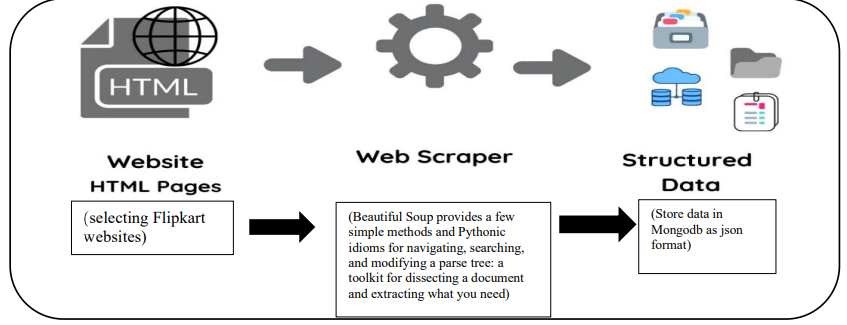 HTML
Website
HTML Pages
Web Scraper
Structured
Data
(selecting Flipkart
websites)
(Beautiful Soup provides a few
simple methods and Pythonic
idioms for navigating, searching,
and modifying a parse tree: a
toolkit for dissecting a document
and extracting what you need)
(Store data in
Mongodb as json
format)